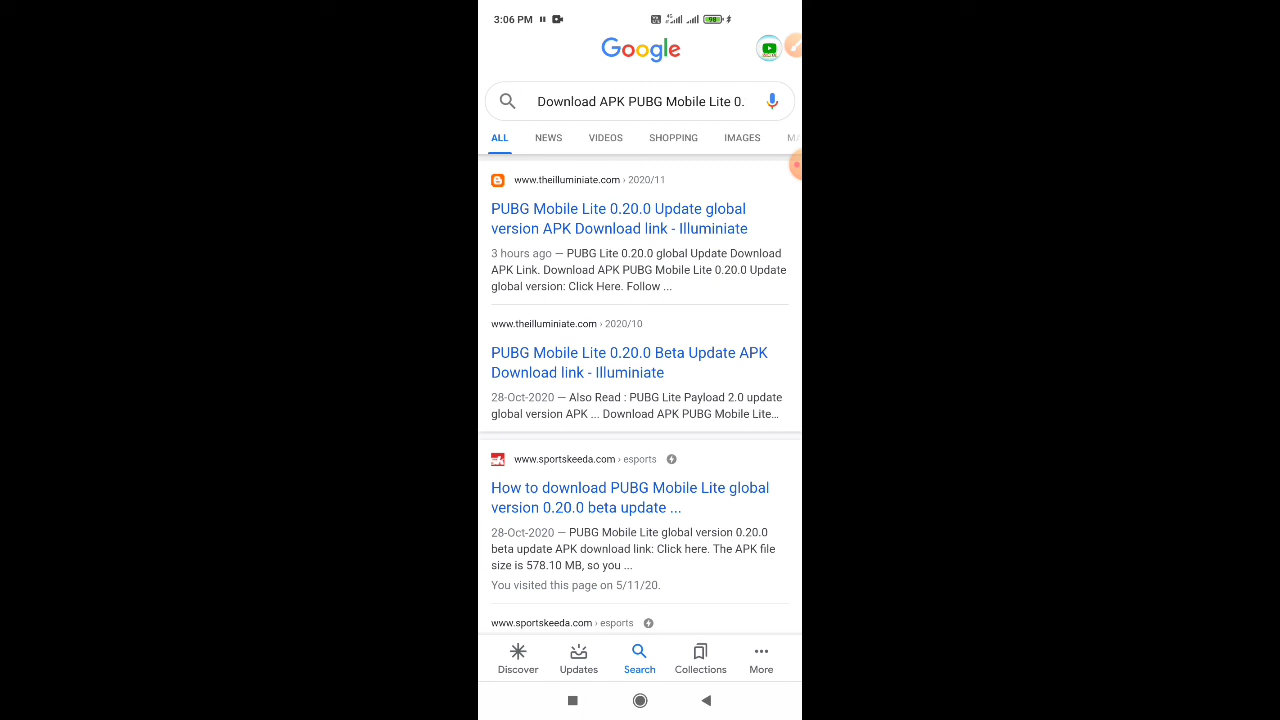 3:06 PM
4G
98
Google
Download APK PUBG Mobile Lite 0.
ALL NEWS VIDEOS SHOPPING IMAGES MA
www.theilluminiate.com › 2020/11
PUBG Mobile Lite 0.20.0 Update global
version APK Download link - Illuminiate
3 hours ago — PUBG Lite 0.20.0 global Update Download
APK Link. Download APK PUBG Mobile Lite 0.20.0 Update
global version: Click Here. Follow ...
www.theilluminiate.com › 2020/10
PUBG Mobile Lite 0.20.0 Beta Update APK
Download link - Illuminiate
28-Oct-2020 — Also Read : PUBG Lite Payload 2.0 update
global version APK ... Download APK PUBG Mobile Lite...
www.sportskeeda.com › esports
How to download PUBG Mobile Lite global
version 0.20.0 beta update ...
28-Oct-2020 — PUBG Mobile Lite global version 0.20.0
beta update APK download link: Click here. The APK file
size is 578.10 MB, so you ...
You visited this page on 5/11/20.
www.sportskeeda.com › esports
Discover Updates Search Collections More